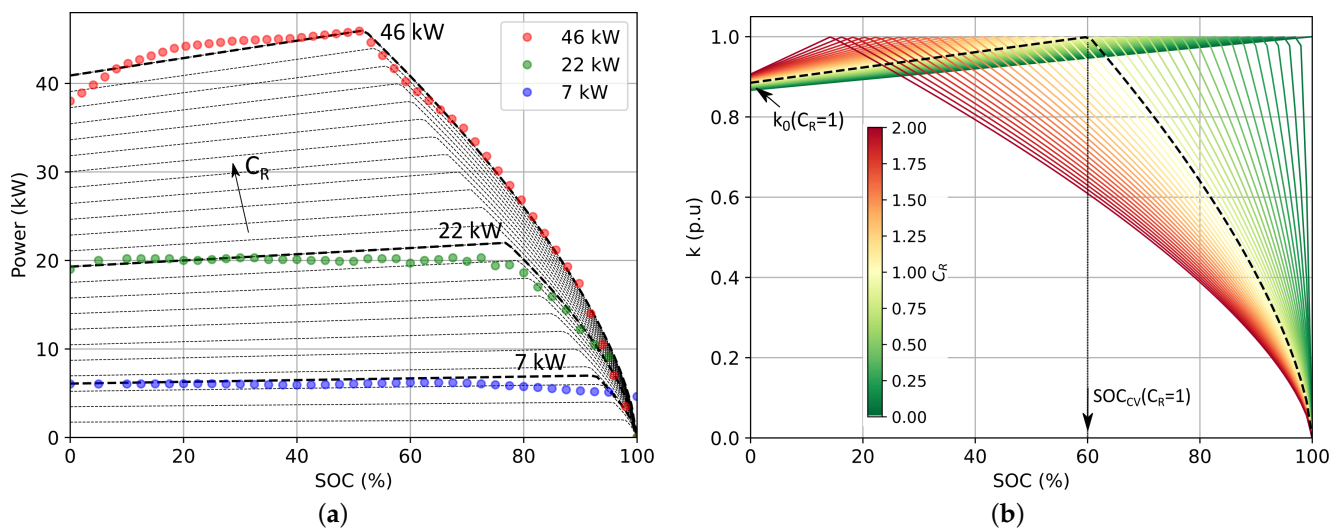 46 kW
46 kW
22 kW
7 kW
C_R
22 kW
7 kW
Power (kW)
40
30
20
10
0
0 20 40 60 80 100
SOC (%)
(a)
1.0
0.8
0.6
0.4
0.2
0.0
k (p.u)
k_0(C_R=1)
2.00
1.75
1.50
1.25
1.00
0.75
0.50
0.25
0.00
C_R
SOC_CV(C_R=1)
0 20 40 60 80 100
SOC (%)
(b)